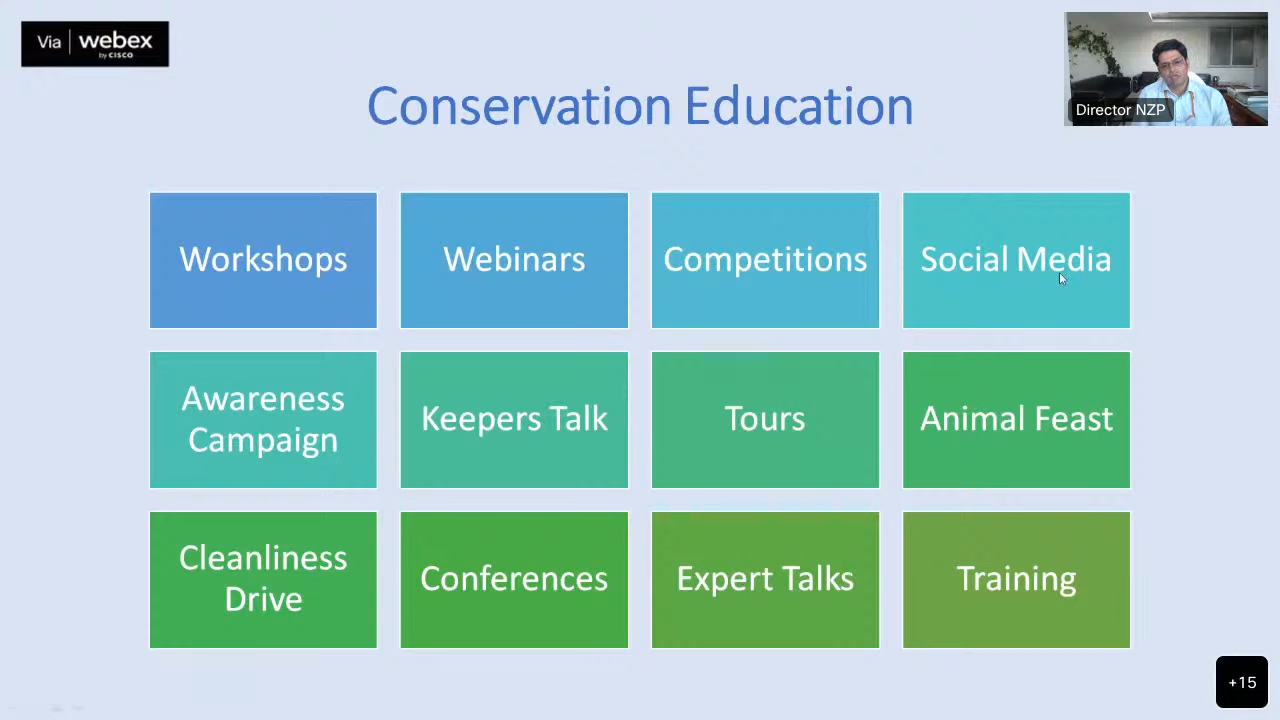 Via webex
by CISCO
Director NZP
Conservation Education
Workshops
Webinars
Competitions
Social Media
Awareness
Campaign
Keepers Talk
Tours
Animal Feast
Cleanliness
Drive
Conferences
Expert Talks
Training
+15